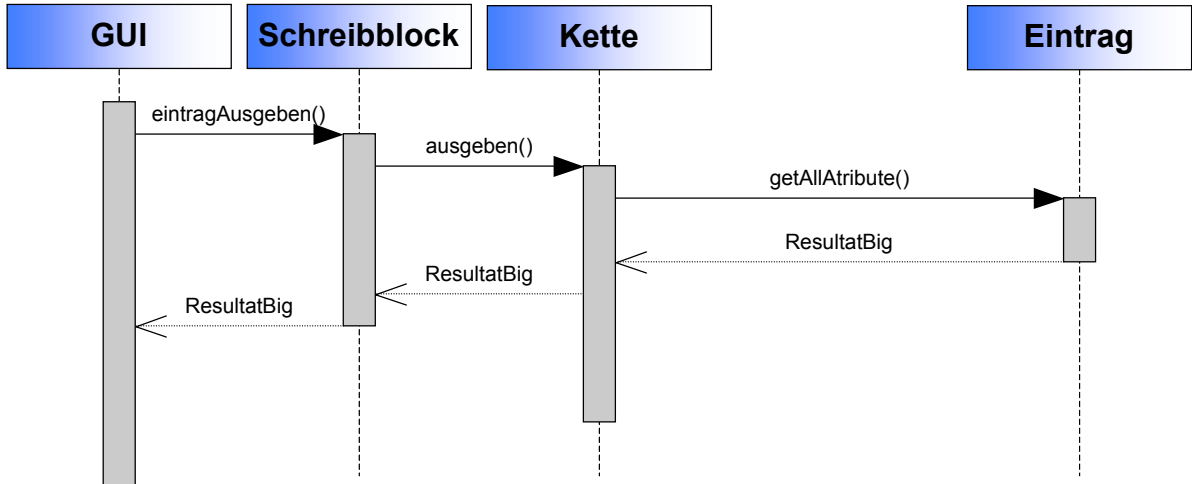 GUI
Schreibblock
Kette
Eintrag
eintragAusgeben()
ausgeben()
getAllAtribute()
ResultatBig
ResultatBig
ResultatBig